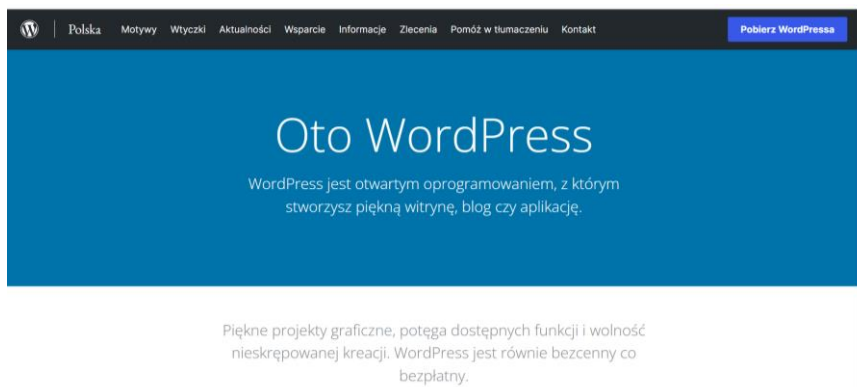 Polska Motywy Wtyczki Aktualności Wsparcie Informacje Zlecenia Pomóż w tłumaczeniu Kontakt Pobierz WordPressa
Oto WordPress
WordPress jest otwartym oprogramowaniem, z którym
stworzysz piękną witrynę, blog czy aplikację.
Piękne projekty graficzne, potęga dostępnych funkcji i wolność
nieskrępowanej kreacji. WordPress jest równie bezcenny co
bezpłatny.